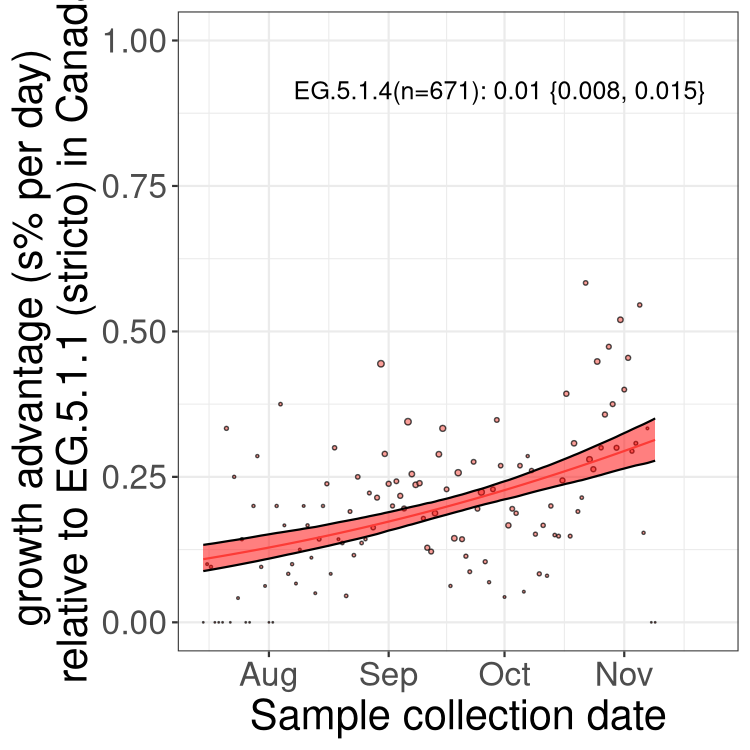 growth advantage (s% per day)
relative to EG.5.1.1 (stricto) in Canada
1.00
0.75
0.50
0.25
0.00
EG.5.1.4(n=671): 0.01 {0.008, 0.015}
Aug Sep Oct Nov
Sample collection date